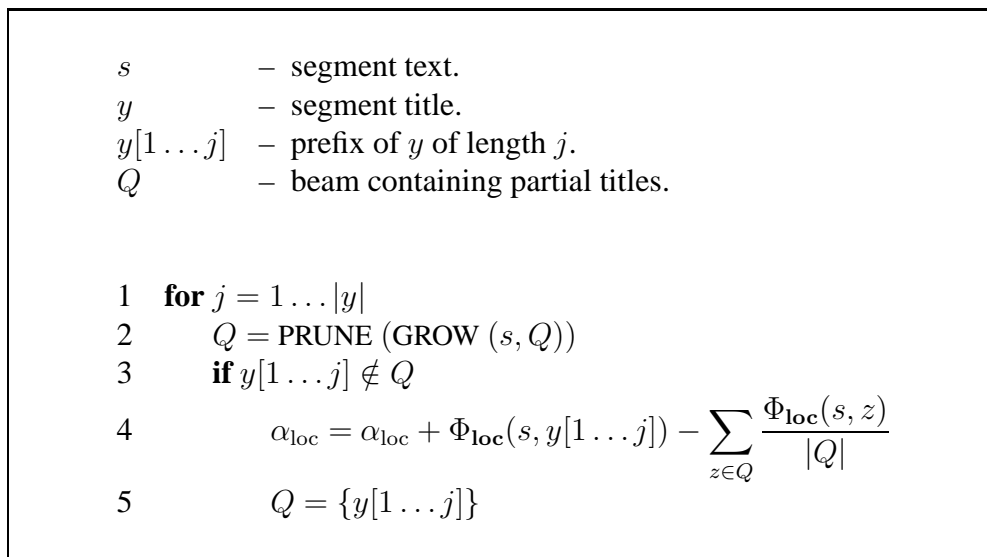 s – segment text.
y – segment title.
y[1 … j] – prefix of y of length j.
Q – beam containing partial titles.
1 for j = 1 … |y|
2 Q = PRUNE (GROW (s, Q))
3 if y[1 … j] ∉ Q
4 α_loc = α_loc + Φ_loc(s, y[1 … j]) − ∑_{z∈Q} Φ_loc(s, z) / |Q|
5 Q = {y[1 … j]}